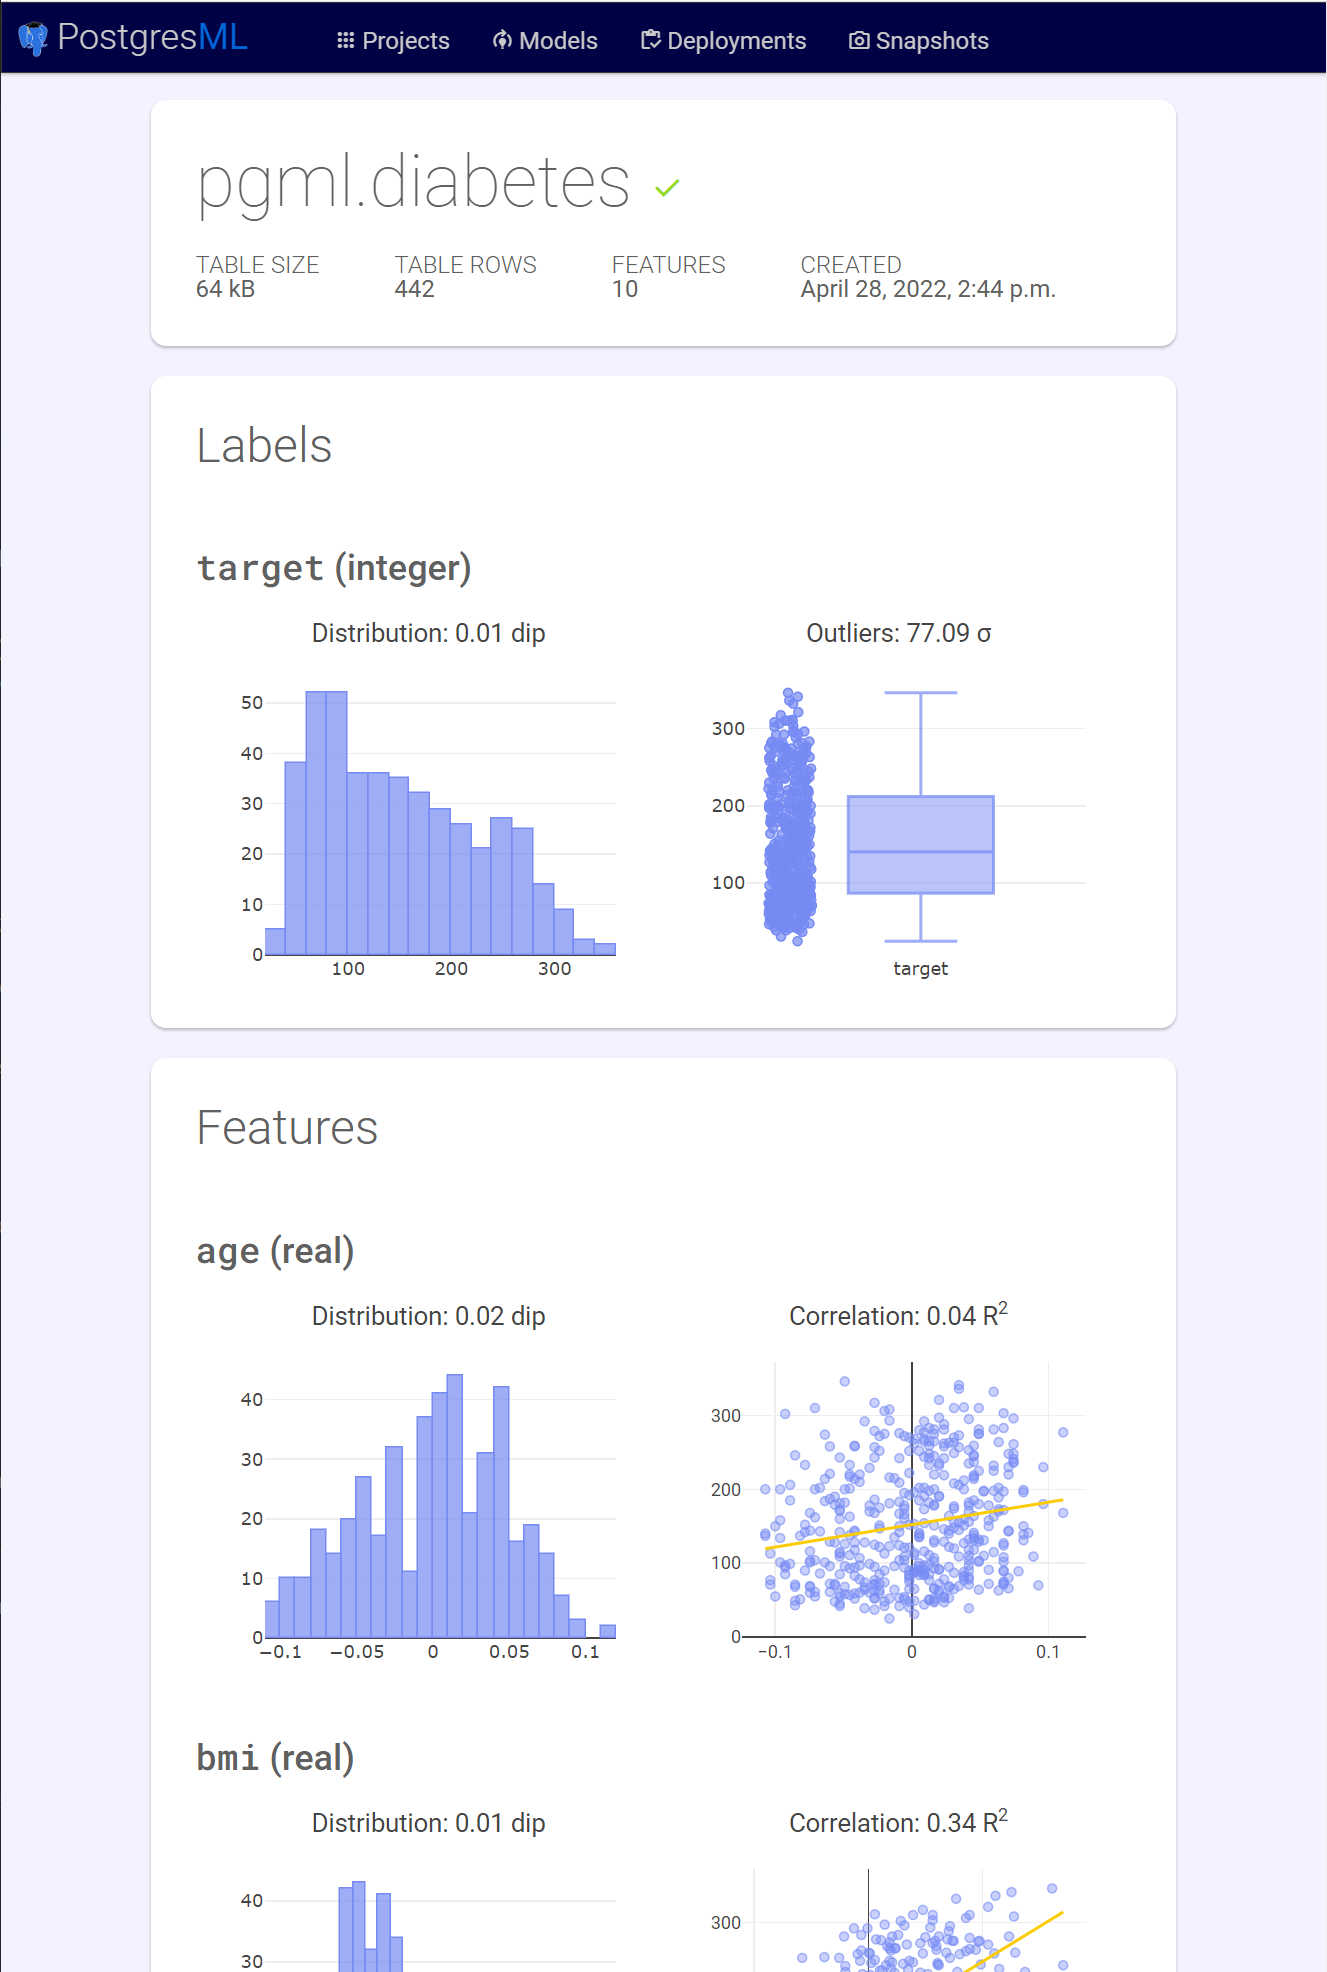 PostgresML Projects Models Deployments Snapshots
pgml.diabetes
TABLE SIZE TABLE ROWS FEATURES CREATED
64 kB 442 10 April 28, 2022, 2:44 p.m.
Labels
target (integer)
Distribution: 0.01 dip
50
40
30
20
10
0
100 200 300
Outliers: 77.09 σ
300
200
100
target
Features
age (real)
Distribution: 0.02 dip
40
30
20
10
0
−0.1 −0.05 0 0.05 0.1
Correlation: 0.04 R²
300
200
100
0
−0.1 0 0.1
bmi (real)
Distribution: 0.01 dip
40
30
Correlation: 0.34 R²
300